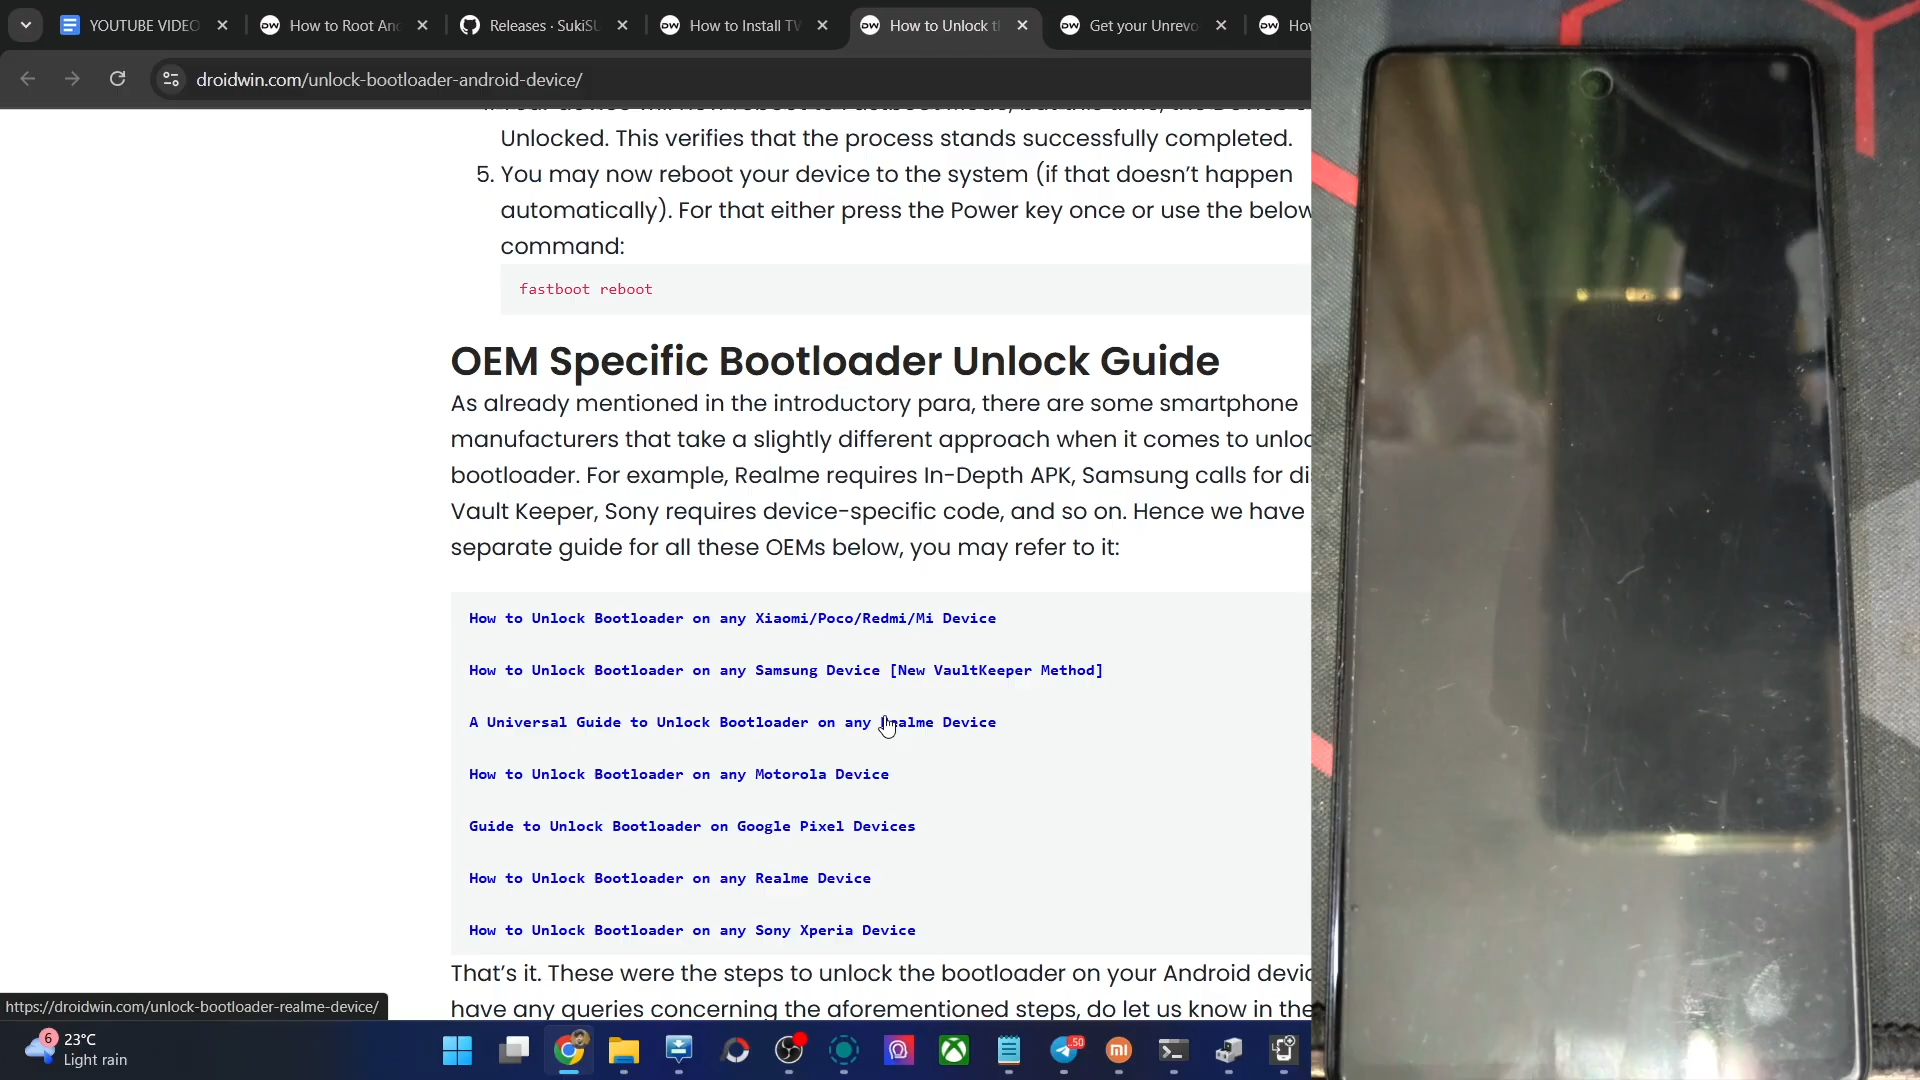 YOUTUBE VIDEO
How to Root An
Releases · SukiSU
How to Install TW
How to Unlock t
Get your Unrevo
Ho
droidwin.com/unlock-bootloader-android-device/
Unlocked. This verifies that the process stands successfully completed.
5. You may now reboot your device to the system (if that doesn’t happen
automatically). For that either press the Power key once or use the below
command:
fastboot reboot
OEM Specific Bootloader Unlock Guide
As already mentioned in the introductory para, there are some smartphone
manufacturers that take a slightly different approach when it comes to unloc
bootloader. For example, Realme requires In-Depth APK, Samsung calls for di
Vault Keeper, Sony requires device-specific code, and so on. Hence we have
separate guide for all these OEMs below, you may refer to it:
How to Unlock Bootloader on any Xiaomi/Poco/Redmi/Mi Device
How to Unlock Bootloader on any Samsung Device [New VaultKeeper Method]
A Universal Guide to Unlock Bootloader on any Realme Device
How to Unlock Bootloader on any Motorola Device
Guide to Unlock Bootloader on Google Pixel Devices
How to Unlock Bootloader on any Realme Device
How to Unlock Bootloader on any Sony Xperia Device
That’s it. These were the steps to unlock the bootloader on your Android devic
have any queries concerning the aforementioned steps, do let us know in the
https://droidwin.com/unlock-bootloader-realme-device/
6
23°C
Light rain
50